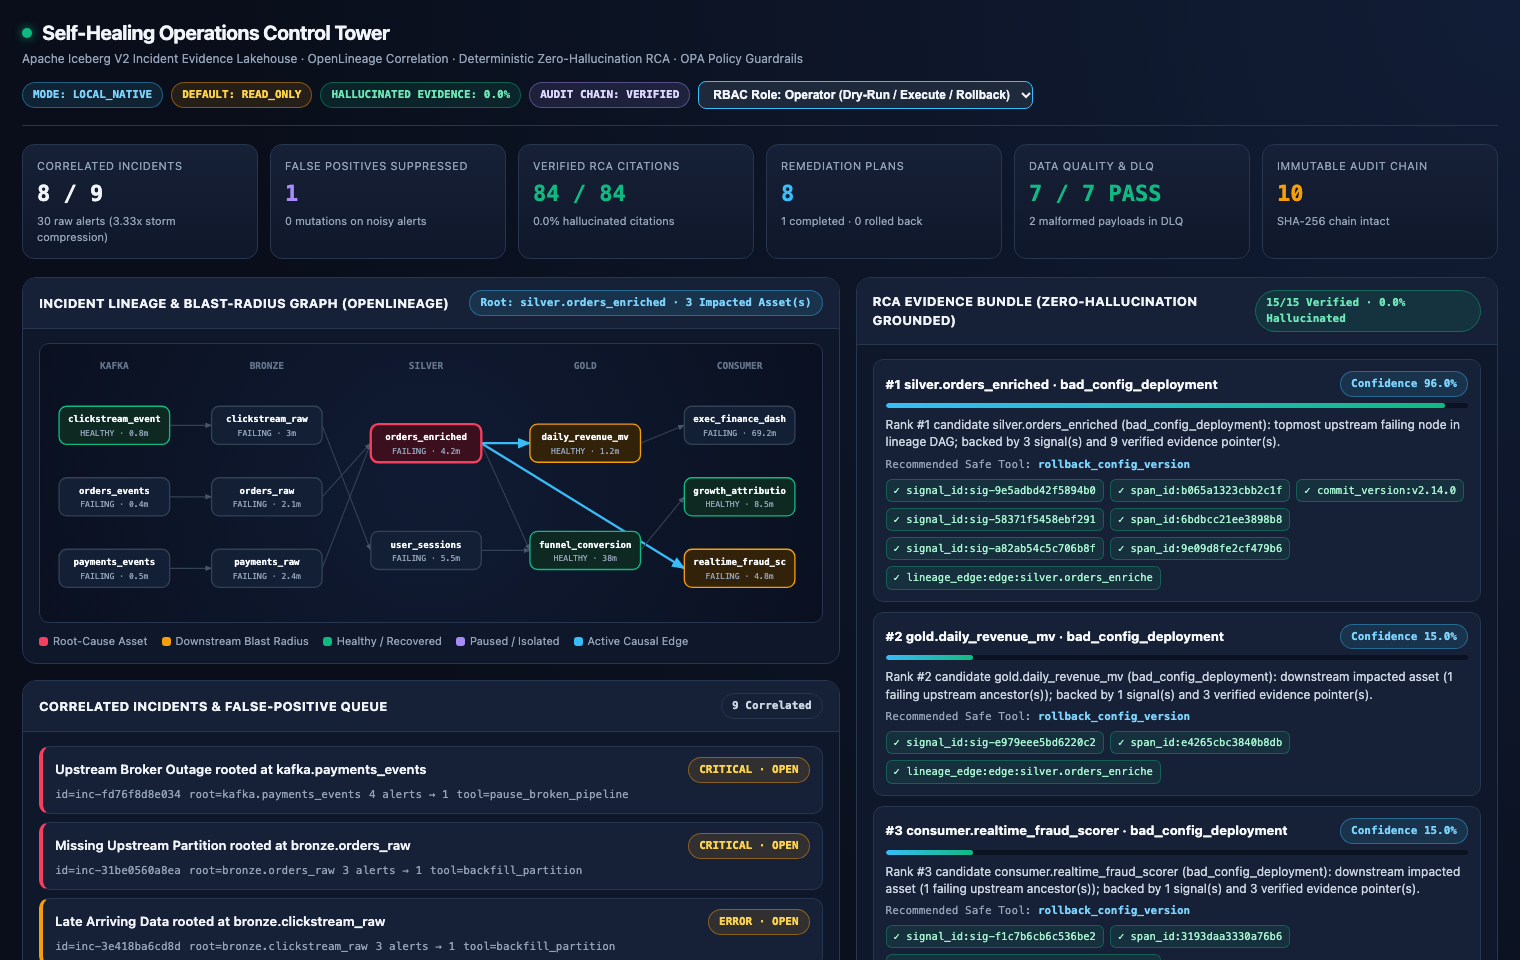 Self-Healing Operations Control Tower
Apache Iceberg V2 Incident Evidence Lakehouse · OpenLineage Correlation · Deterministic Zero-Hallucination RCA · OPA Policy Guardrails
MODE: LOCAL_NATIVE
DEFAULT: READ_ONLY
HALLUCINATED EVIDENCE: 0.0%
AUDIT CHAIN: VERIFIED
RBAC Role: Operator (Dry-Run / Execute / Rollback)
CORRELATED INCIDENTS
8 / 9
30 raw alerts (3.33x storm
compression)
FALSE POSITIVES SUPPRESSED
1
0 mutations on noisy alerts
VERIFIED RCA CITATIONS
84 / 84
0.0% hallucinated citations
REMEDIATION PLANS
8
1 completed · 0 rolled back
DATA QUALITY & DLQ
7 / 7 PASS
2 malformed payloads in DLQ
IMMUTABLE AUDIT CHAIN
10
SHA-256 chain intact
INCIDENT LINEAGE & BLAST-RADIUS GRAPH (OPENLINEAGE)
Root: silver.orders_enriched · 3 Impacted Asset(s)
KAFKA
BRONZE
SILVER
GOLD
CONSUMER
clickstream_event
HEALTHY · 0.8m
clickstream_raw
FAILING · 3m
orders_enriched
FAILING · 4.2m
daily_revenue_mv
HEALTHY · 1.2m
exec_finance_dash
FAILING · 69.2m
orders_events
FAILING · 0.4m
orders_raw
FAILING · 2.1m
growth_attributio
HEALTHY · 8.5m
payments_events
FAILING · 0.5m
payments_raw
FAILING · 2.4m
user_sessions
FAILING · 5.5m
funnel_conversion
HEALTHY · 38m
realtime_fraud_sc
FAILING · 4.8m
Root-Cause Asset
Downstream Blast Radius
Healthy / Recovered
Paused / Isolated
Active Causal Edge
CORRELATED INCIDENTS & FALSE-POSITIVE QUEUE
9 Correlated
Upstream Broker Outage rooted at kafka.payments_events
CRITICAL · OPEN
id=inc-fd76f8d8e034 root=kafka.payments_events 4 alerts → 1 tool=pause_broken_pipeline
Missing Upstream Partition rooted at bronze.orders_raw
CRITICAL · OPEN
id=inc-31be0560a8ea root=bronze.orders_raw 3 alerts → 1 tool=backfill_partition
Late Arriving Data rooted at bronze.clickstream_raw
ERROR · OPEN
id=inc-3e418ba6cd8d root=bronze.clickstream_raw 3 alerts → 1 tool=backfill_partition
RCA EVIDENCE BUNDLE (ZERO-HALLUCINATION
GROUNDED)
15/15 Verified · 0.0%
Hallucinated
#1 silver.orders_enriched · bad_config_deployment
Confidence 96.0%
Rank #1 candidate silver.orders_enriched (bad_config_deployment): topmost upstream failing node in
lineage DAG; backed by 3 signal(s) and 9 verified evidence pointer(s).
Recommended Safe Tool: rollback_config_version
✓ signal_id:sig-9e5adbd42f5894b0
✓ span_id:b065a1323cbb2c1f
✓ commit_version:v2.14.0
✓ signal_id:sig-58371f5458ebf291
✓ span_id:6bdbcc21ee3898b8
✓ signal_id:sig-a82ab54c5c706b8f
✓ span_id:9e09d8fe2cf479b6
✓ lineage_edge:edge:silver.orders_enriche
#2 gold.daily_revenue_mv · bad_config_deployment
Confidence 15.0%
Rank #2 candidate gold.daily_revenue_mv (bad_config_deployment): downstream impacted asset (1
failing upstream ancestor(s)); backed by 1 signal(s) and 3 verified evidence pointer(s).
Recommended Safe Tool: rollback_config_version
✓ signal_id:sig-e979eee5bd6220c2
✓ span_id:e4265cbc3840b8db
✓ lineage_edge:edge:silver.orders_enriche
#3 consumer.realtime_fraud_scorer · bad_config_deployment
Confidence 15.0%
Rank #3 candidate consumer.realtime_fraud_scorer (bad_config_deployment): downstream impacted
asset (1 failing upstream ancestor(s)); backed by 1 signal(s) and 3 verified evidence pointer(s).
Recommended Safe Tool: rollback_config_version
✓ signal_id:sig-f1c7b6cb6c536be2
✓ span_id:3193daa3330a76b6